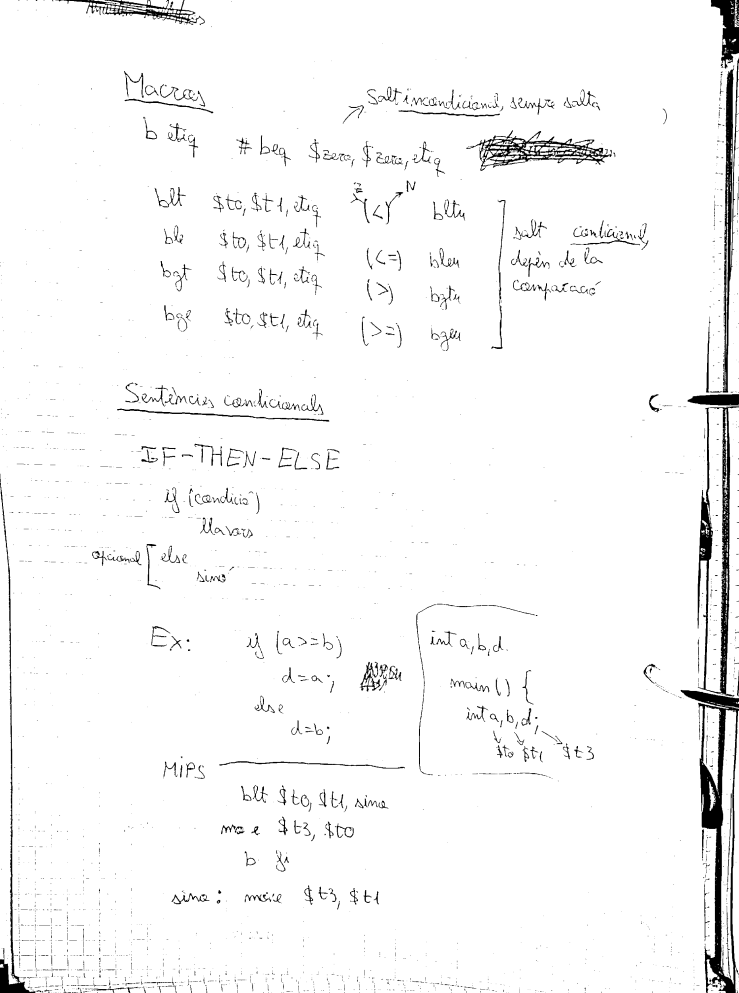 Macros
Salt incondicional, sempre salta
b etiq # beq $zero, $zero, etiq
Z N
blt $t0, $t1, etiq (<) bltu
ble $t0, $t1, etiq (<=) bleu
bgt $t0, $t1, etiq (>) bgtu
bge $t0, $t1, etiq (>=) bgeu
salt condicional,
depèn de la
comparació
Sentències condicionals
IF-THEN-ELSE
if (condició)
llavors
opcional [ else
sinó
Ex: if (a>=b)
d=a;
else
d=b;
int a,b,d
main() {
int a,b,d;
$t0 $t1 $t3
MIPS
blt $t0, $t1, sino
move $t3, $t0
b fi
sino: move $t3, $t1